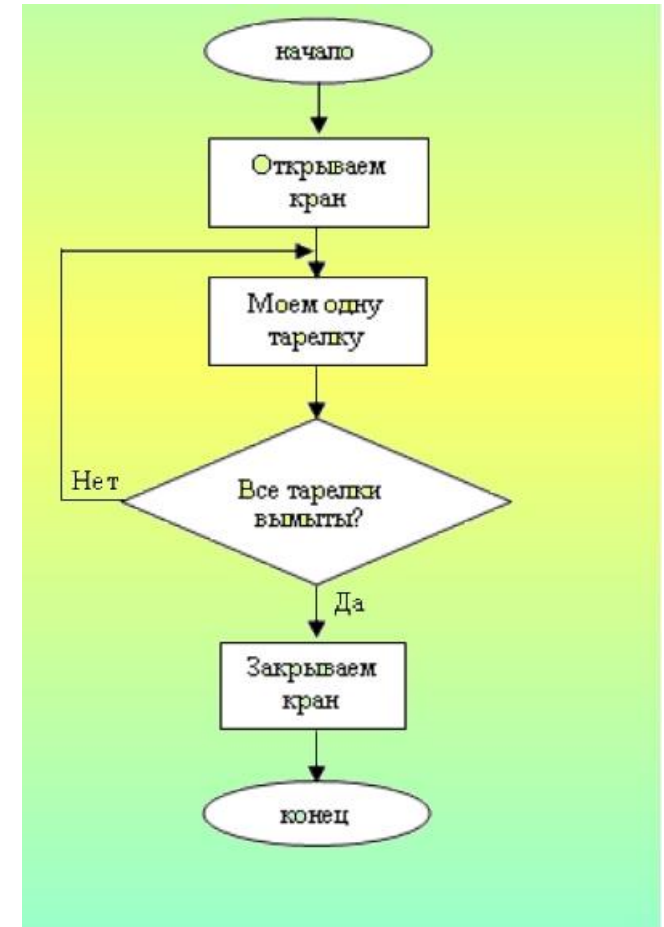 начало
Открываем
кран
Моем одну
тарелку
Нет
Все тарелки
вымыты?
Да
Закрываем
кран
конец